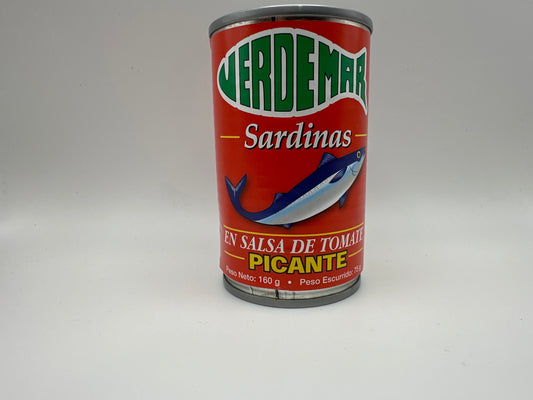 VERDEMAR
Sardinas
EN SALSA DE TOMATE
PICANTE
Peso Neto: 160 g • Peso Escurrido: 75 g